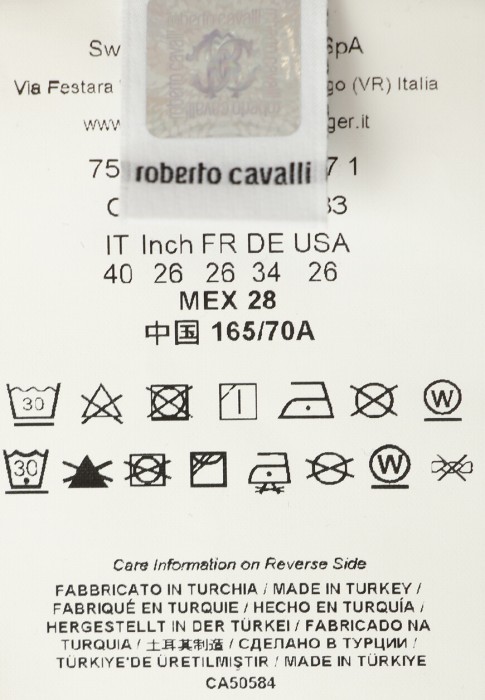 Sw SpA
Via Festara go (VR) Italia
www ger.it
75 7 1
C 33
roberto cavalli
IT Inch FR DE USA
40 26 26 34 26
MEX 28
中国 165/70A
30 W
30 W
Care Information on Reverse Side
FABBRICATO IN TURCHIA / MADE IN TURKEY /
FABRIQUÉ EN TURQUIE / HECHO EN TURQUÍA /
HERGESTELLT IN DER TÜRKEI / FABRICADO NA
TURQUIA / 土耳其制造 / СДЕЛАНО В ТУРЦИИ /
TÜRKIYE'DE ÜRETILMIŞTIR / MADE IN TÜRKIYE
CA50584